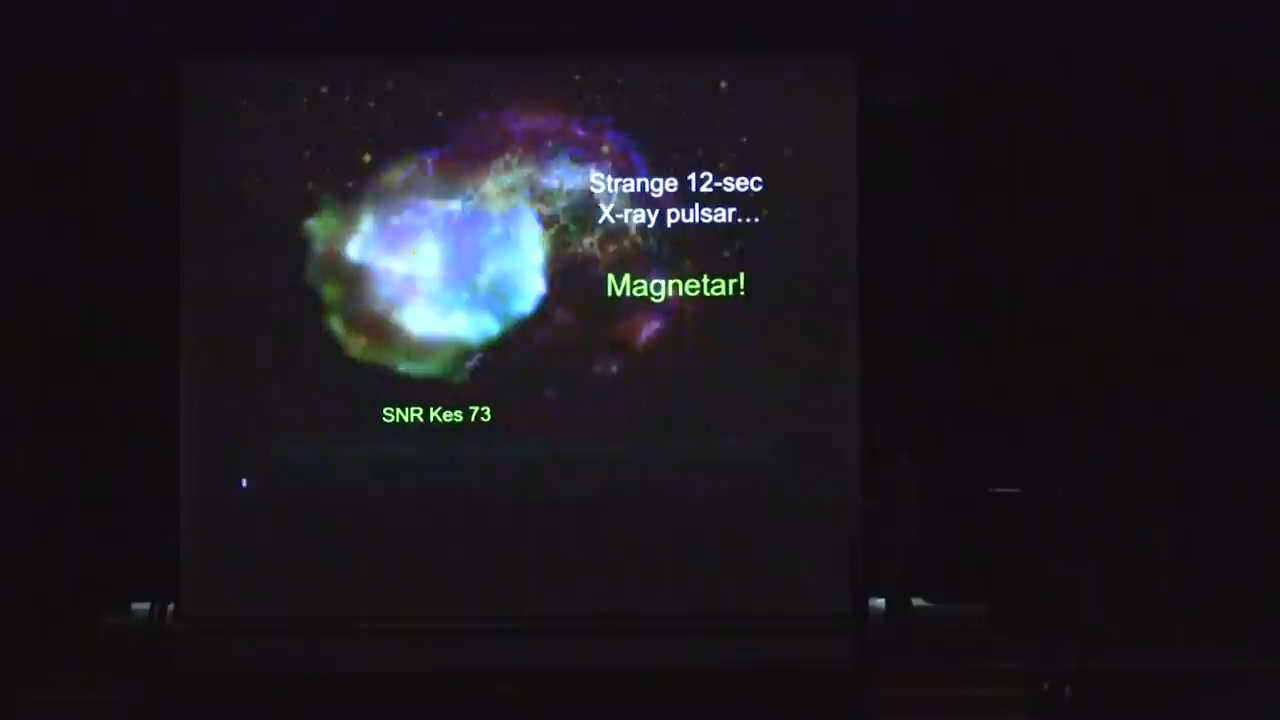 Strange 12-sec
X-ray pulsar…
Magnetar!
SNR Kes 73